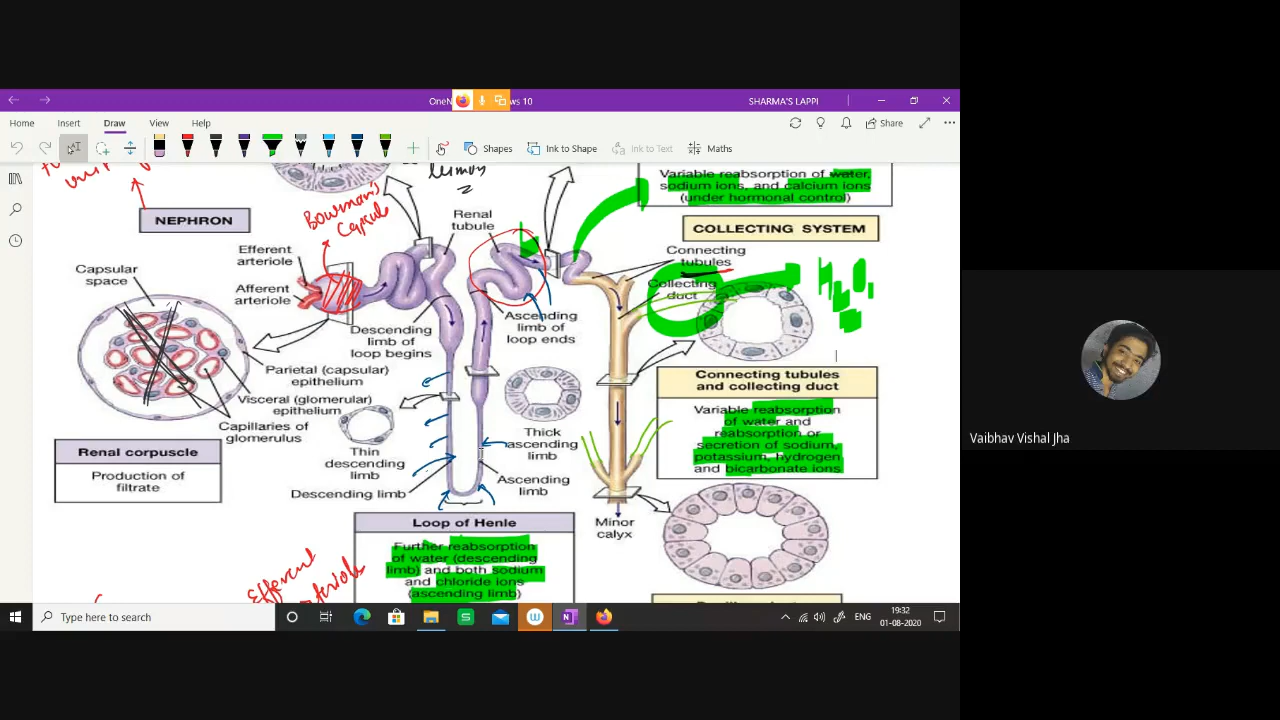 OneN
ws 10
SHARMA'S LAPPI
Home
Insert
Draw
View
Help
Share
Shapes
Ink to Shape
Ink to Text
Maths
Variable reabsorption of water,
sodium ions, and calcium ions
(under hormonal control)
NEPHRON
Bowman's
Capsule
Renal
tubule
COLLECTING SYSTEM
Efferent
arteriole
Afferent
arteriole
Capsular
space
Connecting
tubules
Collecting
duct
Descending
limb of
loop begins
Ascending
limb of
loop ends
Parietal (capsular)
epithelium
Visceral (glomerular)
epithelium
Capillaries of
glomerulus
Connecting tubules
and collecting duct
Variable reabsorption
of water and
reabsorption or
secretion of sodium,
potassium, hydrogen,
and bicarbonate ions
Thick
ascending
limb
Thin
descending
limb
Descending limb
Ascending
limb
Renal corpuscle
Production of
filtrate
Minor
calyx
Loop of Henle
Further reabsorption
of water (descending
limb) and both sodium
and chloride ions
(ascending limb)
Efferent
Type here to search
ENG
19:32
01-08-2020
Vaibhav Vishal Jha